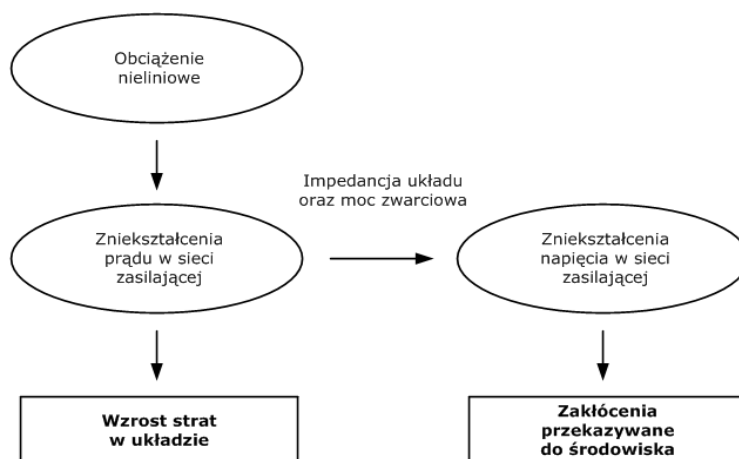 Obciążenie
nieliniowe
Impedancja układu
oraz moc zwarciowa
Zniekształcenia
prądu w sieci
zasilającej
Zniekształcenia
napięcia w sieci
zasilającej
Wzrost strat
w układzie
Zakłócenia
przekazywane
do środowiska